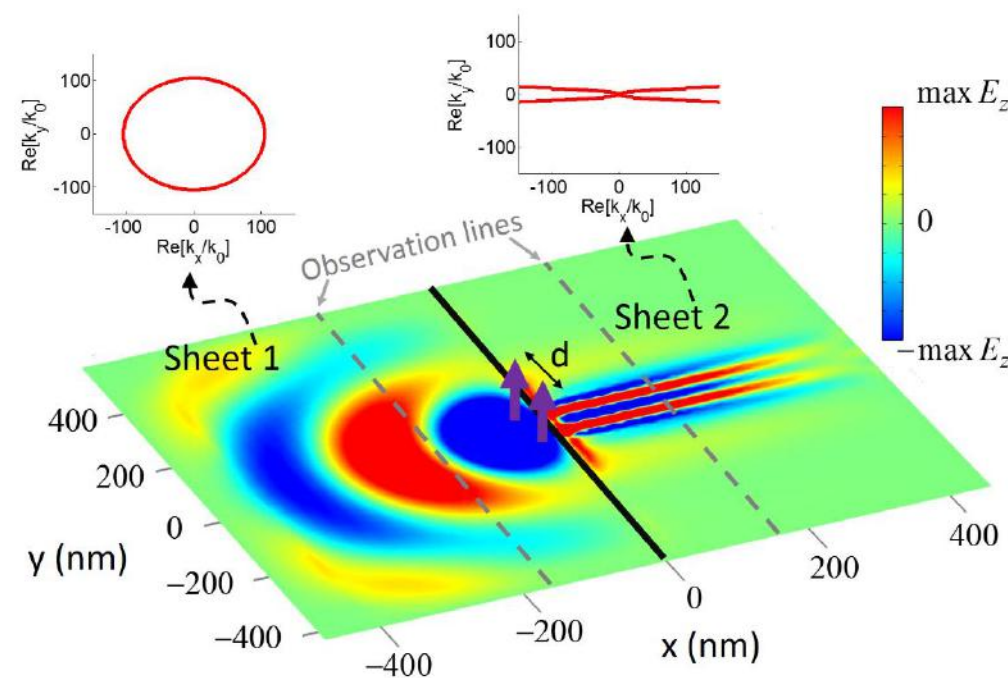 100
0
-100
Re[k_y/k_0]
-100 0 100
Re[k_x/k_0]
100
0
-100
Re[k_y/k_0]
-100 0 100
Re[k_x/k_0]
max E_z
0
−max E_z
Observation lines
Sheet 1
Sheet 2
d
400
200
0
−200
−400
y (nm)
−400
−200
0
200
400
x (nm)